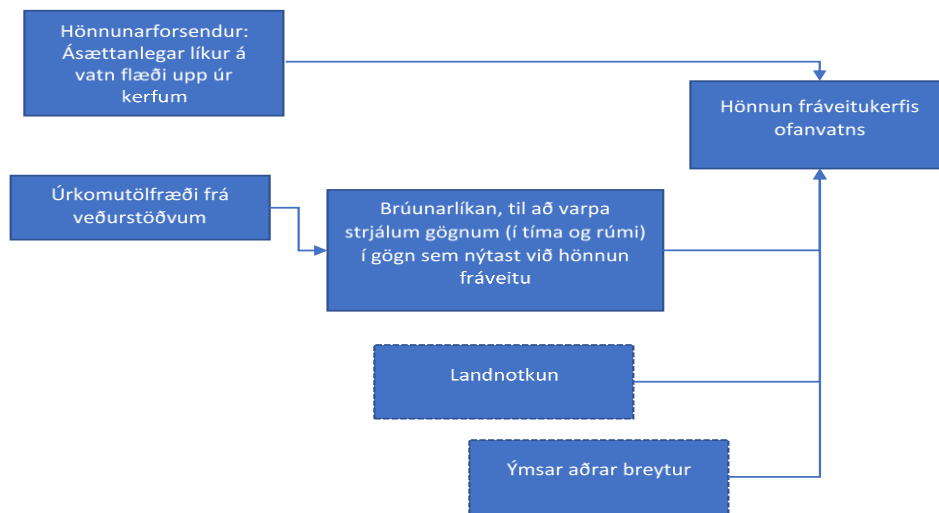 Hönnunarforsendur:
Ásættanlegar líkur á
vatn flæði upp úr
kerfum
Hönnun fráveitukerfis
ofanvatns
Úrkomutölfræði frá
veðurstöðvum
Brúunarlíkan, til að varpa
strjálum gögnum (í tíma og rúmi)
í gögn sem nýtast við hönnun
fráveitu
Landnotkun
Ýmsar aðrar breytur